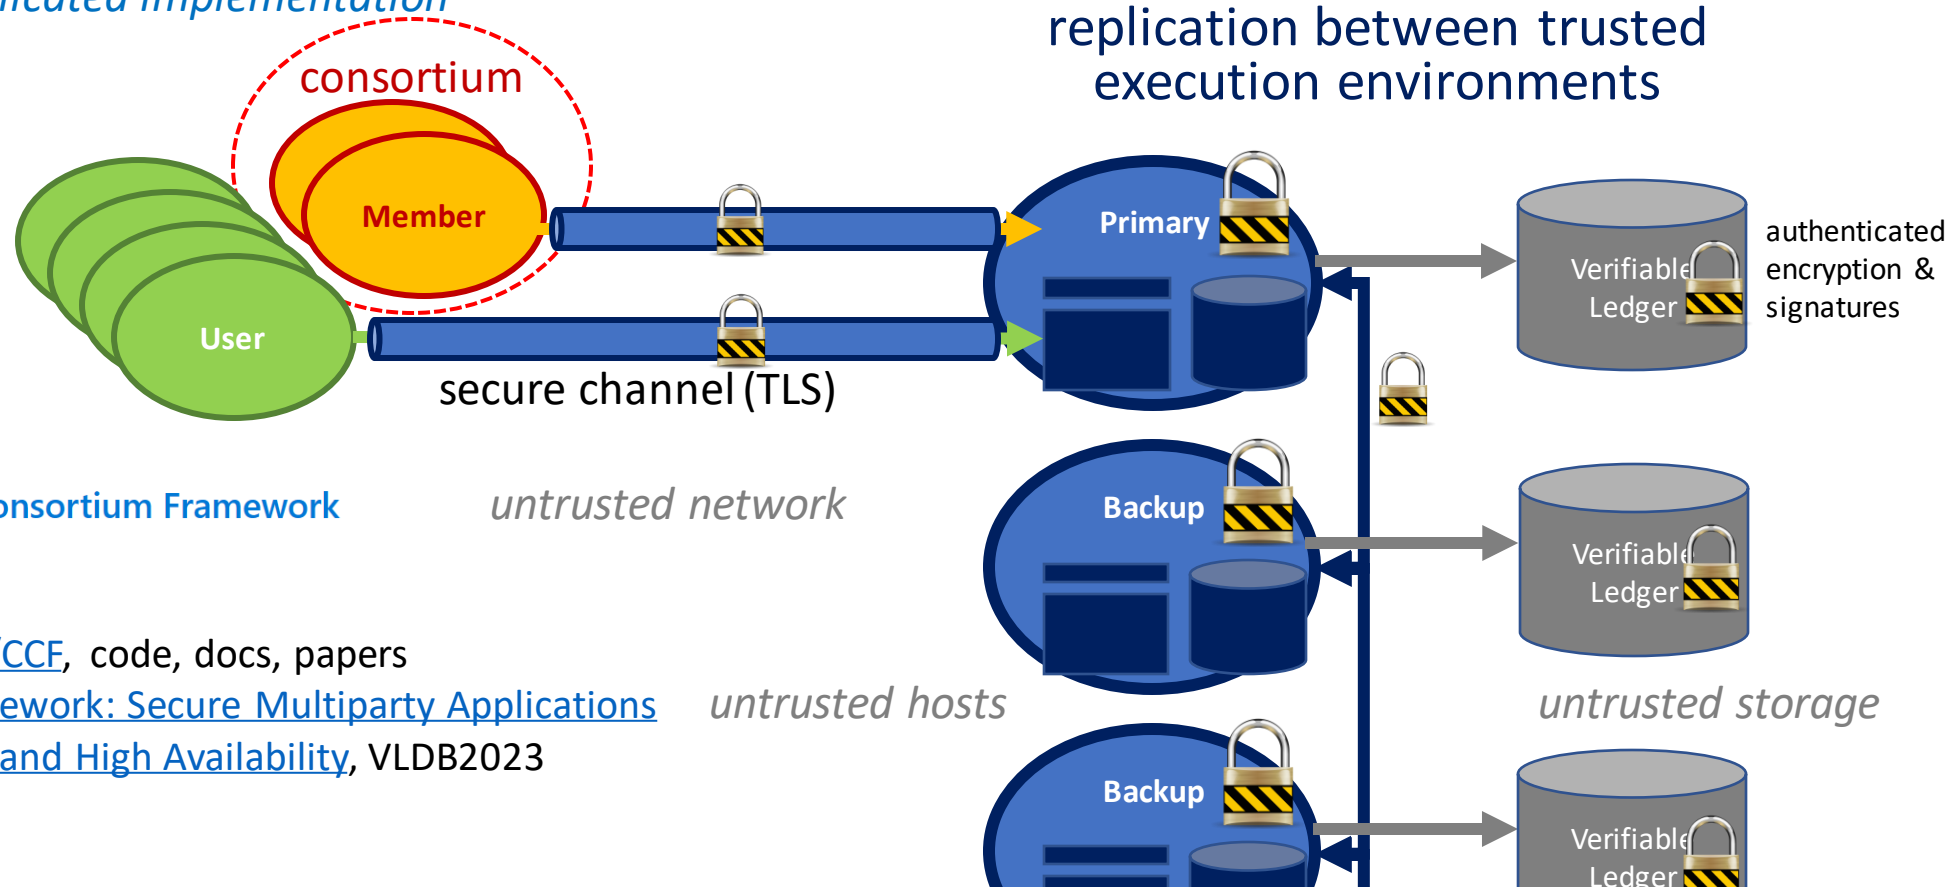 replication between trusted
execution environments
consortium
Member
User
secure channel (TLS)
Primary
Verifiable
Ledger
authenticated
encryption &
signatures
onsortium Framework
untrusted network
Backup
Verifiable
Ledger
CCF, code, docs, papers
ework: Secure Multiparty Applications
and High Availability, VLDB2023
untrusted hosts
untrusted storage
Backup
Verifiable
Ledger